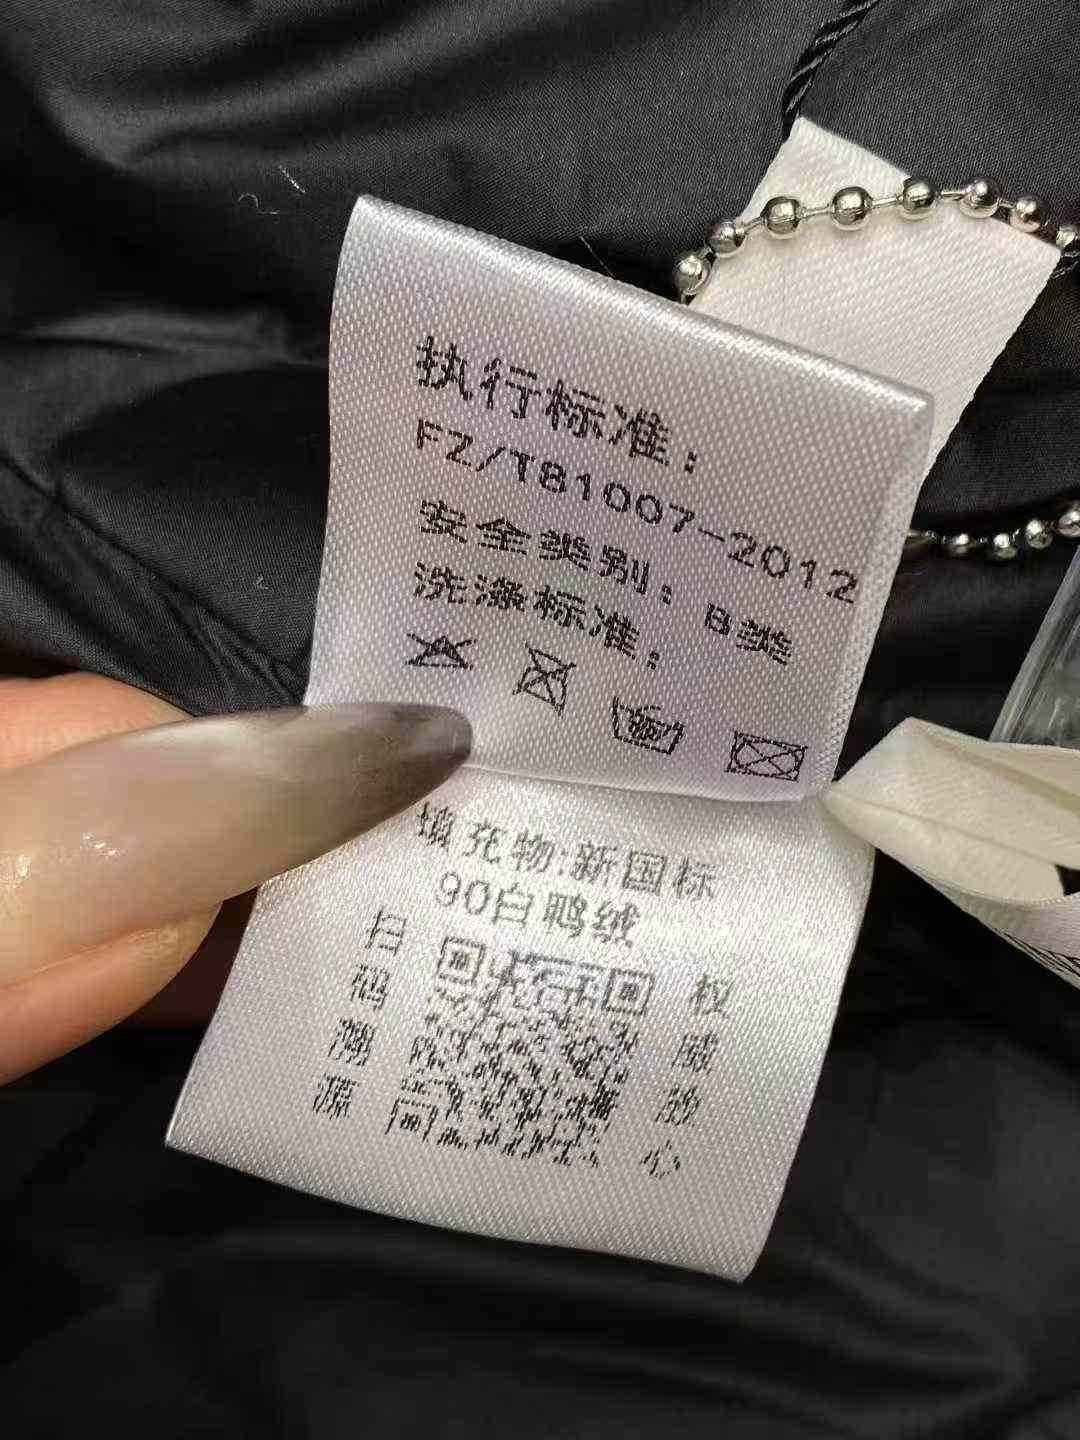 执行标准：
FZ/T81007-2012
安全类别：B类
洗涤标准：
填充物:新国标
90白鸭绒
扫码溯源
权威放心